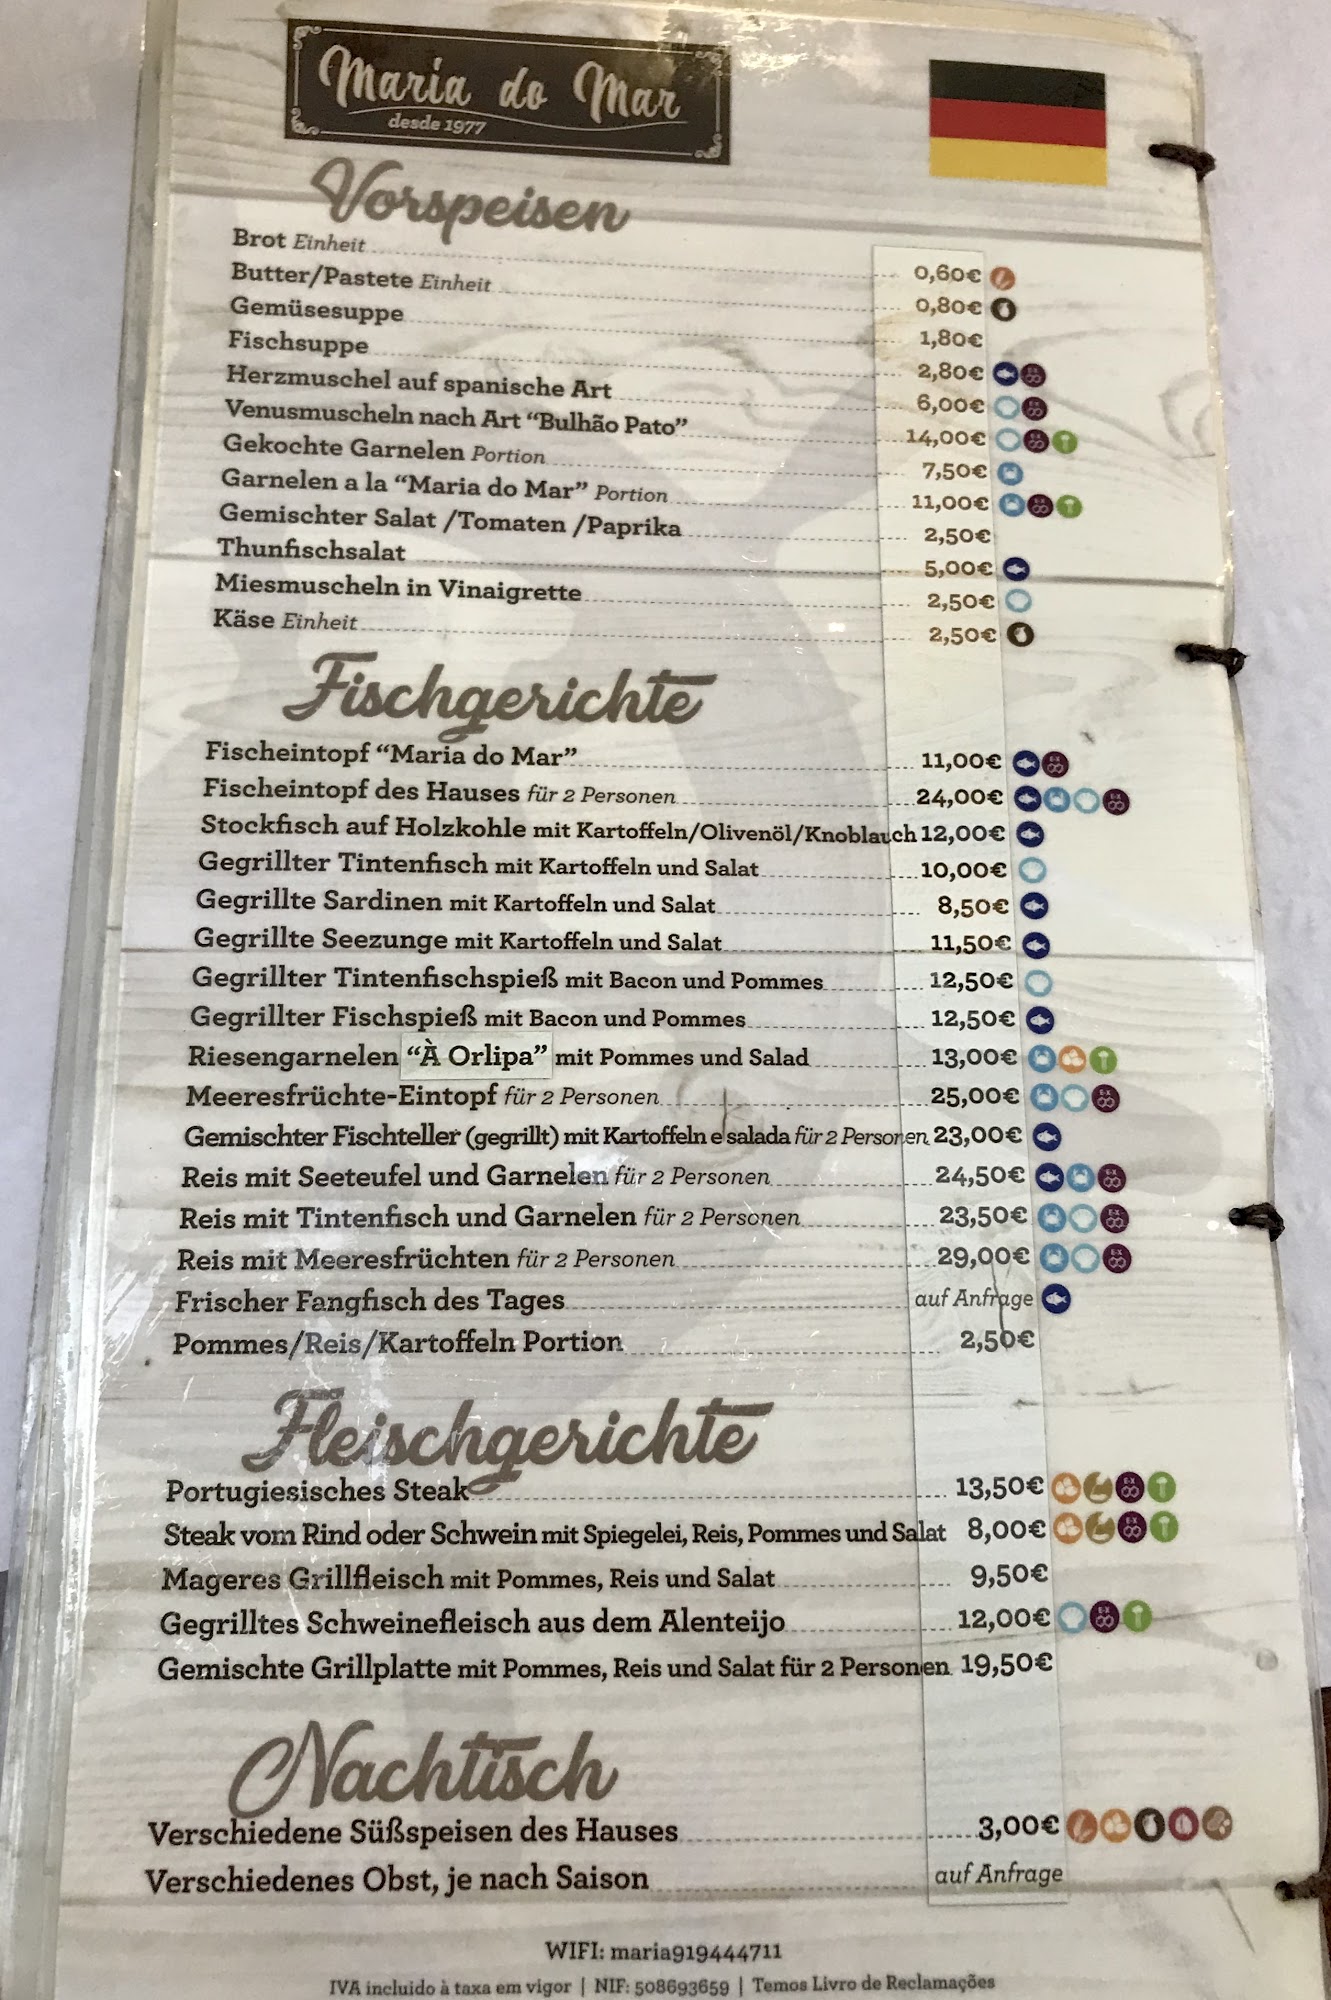 Maria do Mar
desde 1977
Vorspeisen
Brot Einheit 0,60€
Butter/Pastete Einheit 0,80€
Gemüsesuppe 1,80€
Fischsuppe 2,80€
Herzmuschel auf spanische Art 6,00€
Venusmuscheln nach Art “Bulhão Pato” 14,00€
Gekochte Garnelen Portion 7,50€
Garnelen a la “Maria do Mar” Portion 11,00€
Gemischter Salat /Tomaten /Paprika 2,50€
Thunfischsalat 5,00€
Miesmuscheln in Vinaigrette 2,50€
Käse Einheit 2,50€
Fischgerichte
Fischeintopf “Maria do Mar” 11,00€
Fischeintopf des Hauses für 2 Personen 24,00€
Stockfisch auf Holzkohle mit Kartoffeln/Olivenöl/Knoblauch 12,00€
Gegrillter Tintenfisch mit Kartoffeln und Salat 10,00€
Gegrillte Sardinen mit Kartoffeln und Salat 8,50€
Gegrillte Seezunge mit Kartoffeln und Salat 11,50€
Gegrillter Tintenfischspieß mit Bacon und Pommes 12,50€
Gegrillter Fischspieß mit Bacon und Pommes 12,50€
Riesengarnelen “À Orlipa” mit Pommes und Salad 13,00€
Meeresfrüchte-Eintopf für 2 Personen 25,00€
Gemischter Fischteller (gegrillt) mit Kartoffeln e salada für 2 Personen 23,00€
Reis mit Seeteufel und Garnelen für 2 Personen 24,50€
Reis mit Tintenfisch und Garnelen für 2 Personen 23,50€
Reis mit Meeresfrüchten für 2 Personen 29,00€
Frischer Fangfisch des Tages auf Anfrage
Pommes/Reis/Kartoffeln Portion 2,50€
Fleischgerichte
Portugiesisches Steak 13,50€
Steak vom Rind oder Schwein mit Spiegelei, Reis, Pommes und Salat 8,00€
Mageres Grillfleisch mit Pommes, Reis und Salat 9,50€
Gegrilltes Schweinefleisch aus dem Alenteijo 12,00€
Gemischte Grillplatte mit Pommes, Reis und Salat für 2 Personen 19,50€
Nachtisch
Verschiedene Süßspeisen des Hauses 3,00€
Verschiedenes Obst, je nach Saison auf Anfrage
WIFI: maria919444711
IVA incluido à taxa em vigor | NIF: 508693659 | Temos Livro de Reclamações